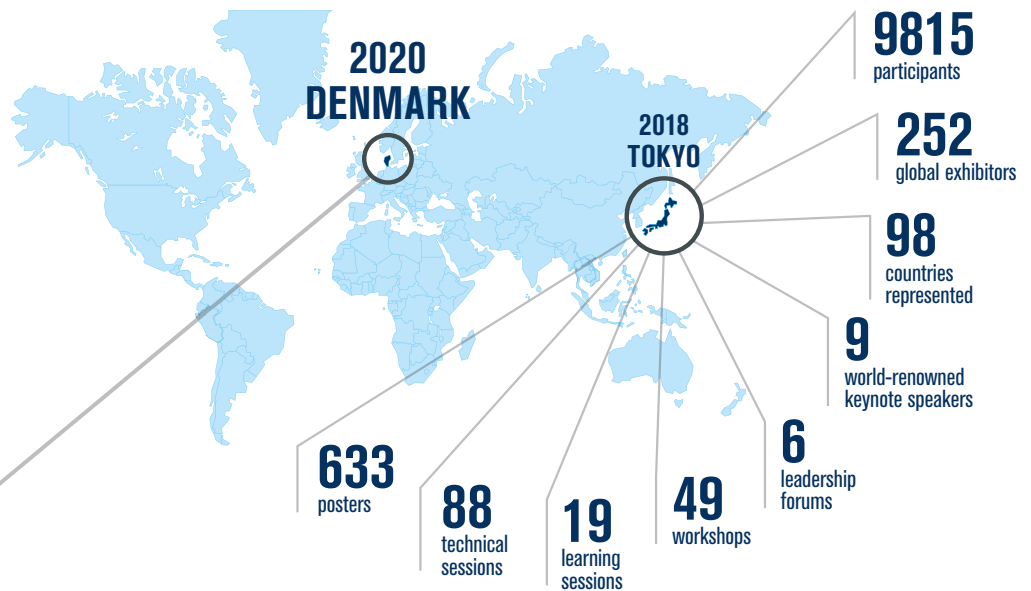 2020
DENMARK
2018
TOKYO
9815
participants
252
global exhibitors
98
countries
represented
9
world-renowned
keynote speakers
6
leadership
forums
49
workshops
19
learning
sessions
88
technical
sessions
633
posters